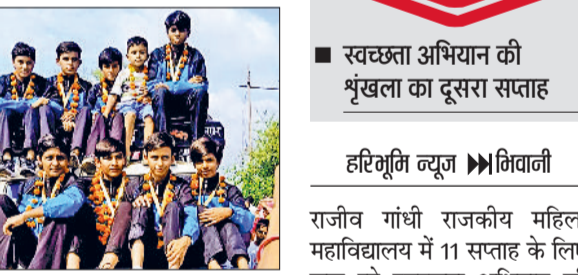 ■ स्वच्छता अभियान की
शृंखला का दूसरा सप्ताह
हरिभूमि न्यूज ▶▶ भिवानी
राजीव गांधी राजकीय
महाविद्यालय में 11 सप्ताह के